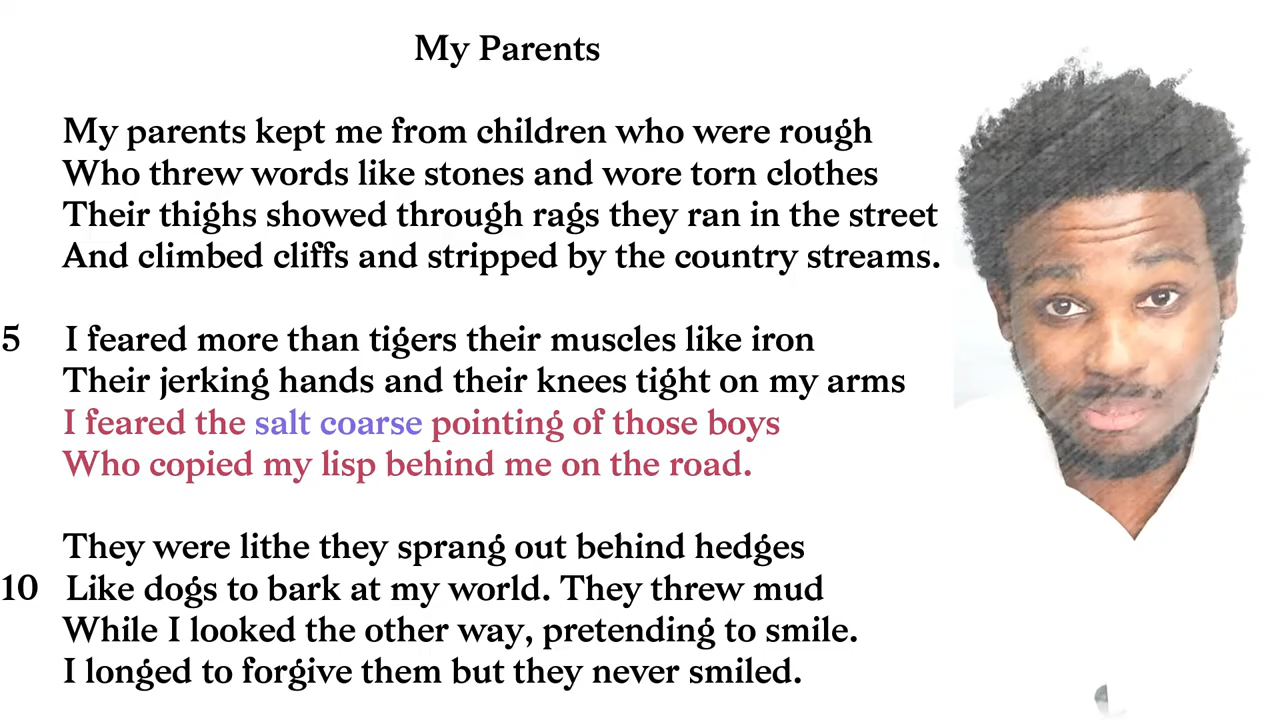 My Parents
My parents kept me from children who were rough
Who threw words like stones and wore torn clothes
Their thighs showed through rags they ran in the street
And climbed cliffs and stripped by the country streams.
5 I feared more than tigers their muscles like iron
Their jerking hands and their knees tight on my arms
I feared the salt coarse pointing of those boys
Who copied my lisp behind me on the road.
They were lithe they sprang out behind hedges
10 Like dogs to bark at my world. They threw mud
While I looked the other way, pretending to smile.
I longed to forgive them but they never smiled.